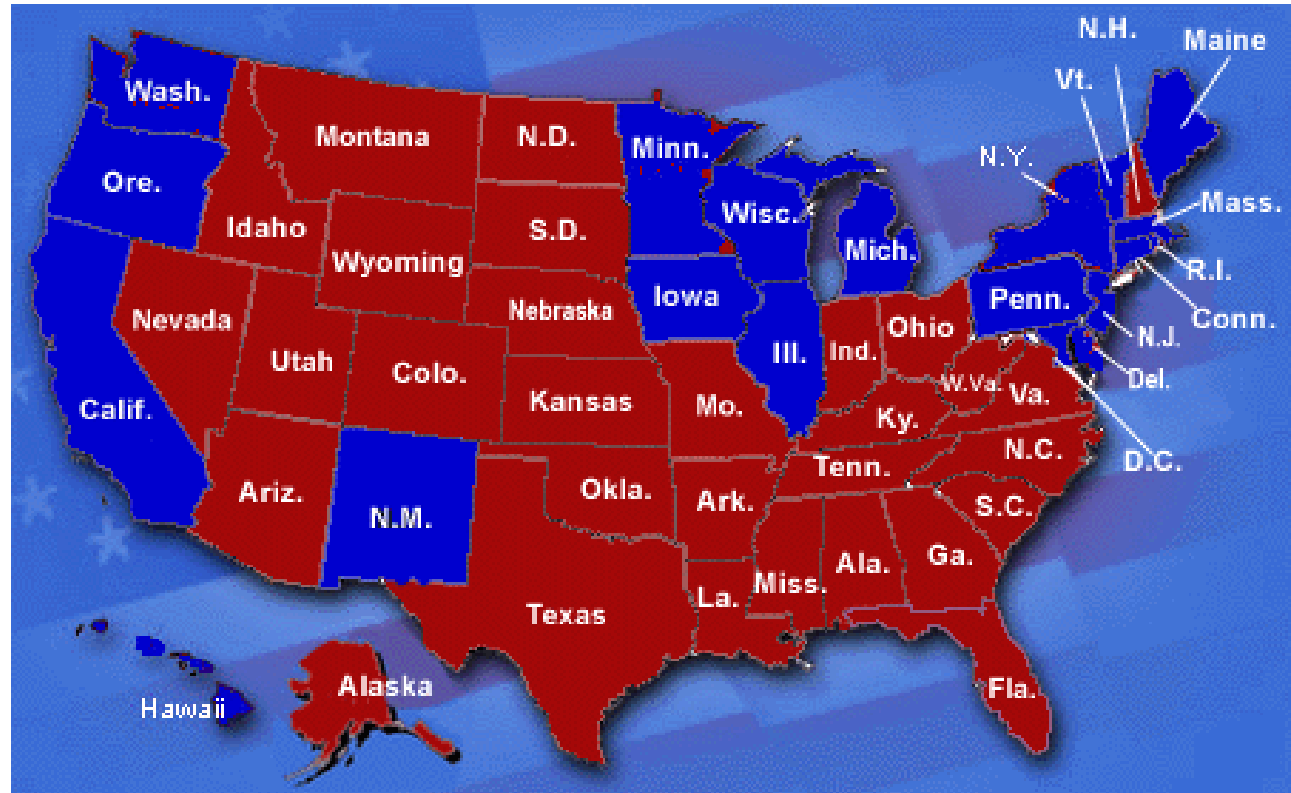 N.H.
Maine
Vt.
Wash.
Montana
N.D.
Minn.
N.Y.
Ore.
Idaho
S.D.
Wisc.
Mich.
Mass.
Wyoming
R.I.
Nevada
Nebraska
Iowa
Penn.
Conn.
Utah
Colo.
Ill.
Ind.
Ohio
N.J.
Calif.
Kansas
Mo.
Ky.
W.Va.
Va.
Del.
Ariz.
N.M.
Okla.
Ark.
Tenn.
N.C.
D.C.
S.C.
Texas
La.
Miss.
Ala.
Ga.
Hawaii
Alaska
Fla.